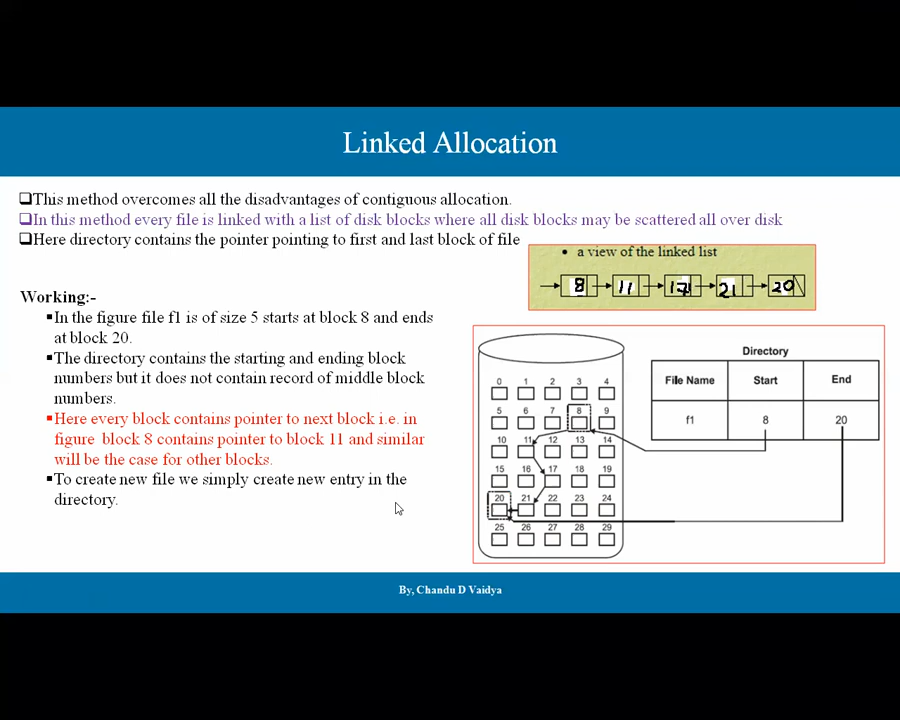 Linked Allocation
❑This method overcomes all the disadvantages of contiguous allocation.
❑In this method every file is linked with a list of disk blocks where all disk blocks may be scattered all over disk
❑Here directory contains the pointer pointing to first and last block of file
• a view of the linked list
8 11 17 21 20
Working:-
▪In the figure file f1 is of size 5 starts at block 8 and ends
at block 20.
▪The directory contains the starting and ending block
numbers but it does not contain record of middle block
numbers.
▪Here every block contains pointer to next block i.e. in
figure block 8 contains pointer to block 11 and similar
will be the case for other blocks.
▪To create new file we simply create new entry in the
directory.
0 1 2 3 4
5 6 7 8 9
10 11 12 13 14
15 16 17 18 19
20 21 22 23 24
25 26 27 28 29
Directory
File Name Start End
f1 8 20
By, Chandu D Vaidya